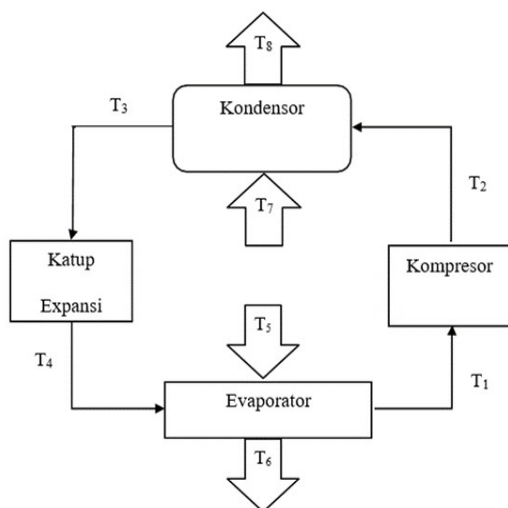 T₈
T₃
Kondensor
T₂
T₇
Katup
Expansi
Kompresor
T₅
T₄
T₁
Evaporator
T₆